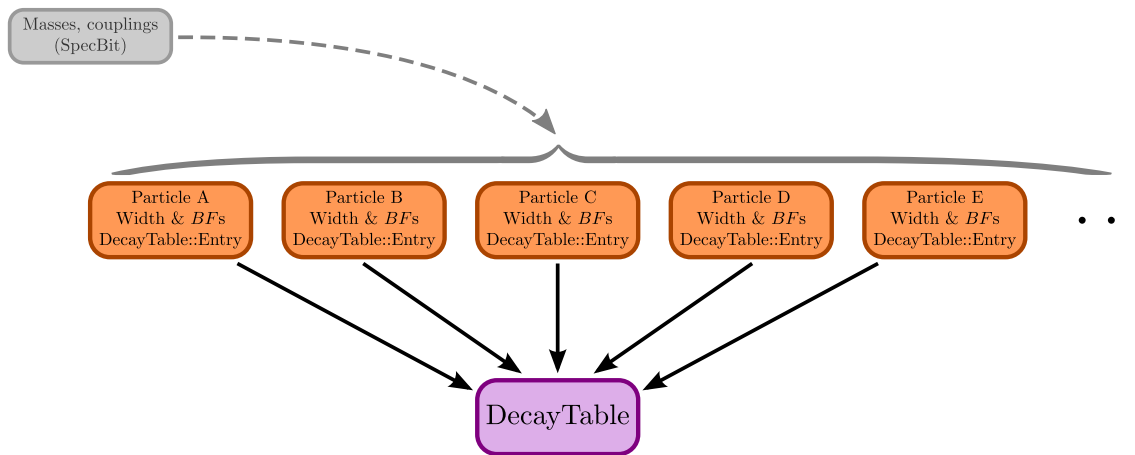 Masses, couplings
(SpecBit)
Particle A
Width & BFs
DecayTable::Entry
Particle B
Width & BFs
DecayTable::Entry
Particle C
Width & BFs
DecayTable::Entry
Particle D
Width & BFs
DecayTable::Entry
Particle E
Width & BFs
DecayTable::Entry
. .
DecayTable